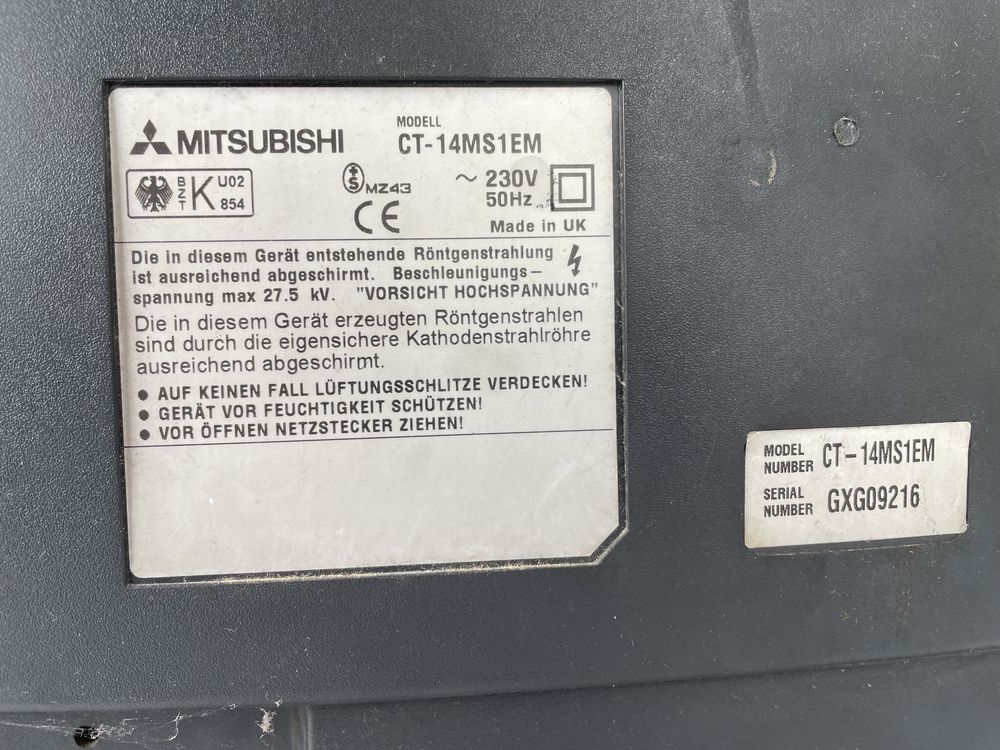 MITSUBISHI
MODELL
CT-14MS1EM
BZT K U02 854
S MZ43
~ 230V
50Hz
CE
Made in UK
Die in diesem Gerät entstehende Röntgenstrahlung
ist ausreichend abgeschirmt. Beschleunigungs–
spannung max 27.5 kV. "VORSICHT HOCHSPANNUNG"
Die in diesem Gerät erzeugten Röntgenstrahlen
sind durch die eigensichere Kathodenstrahlröhre
ausreichend abgeschirmt.
● AUF KEINEN FALL LÜFTUNGSSCHLITZE VERDECKEN!
● GERÄT VOR FEUCHTIGKEIT SCHÜTZEN!
● VOR ÖFFNEN NETZSTECKER ZIEHEN!
MODEL NUMBER CT–14MS1EM
SERIAL NUMBER GXG09216